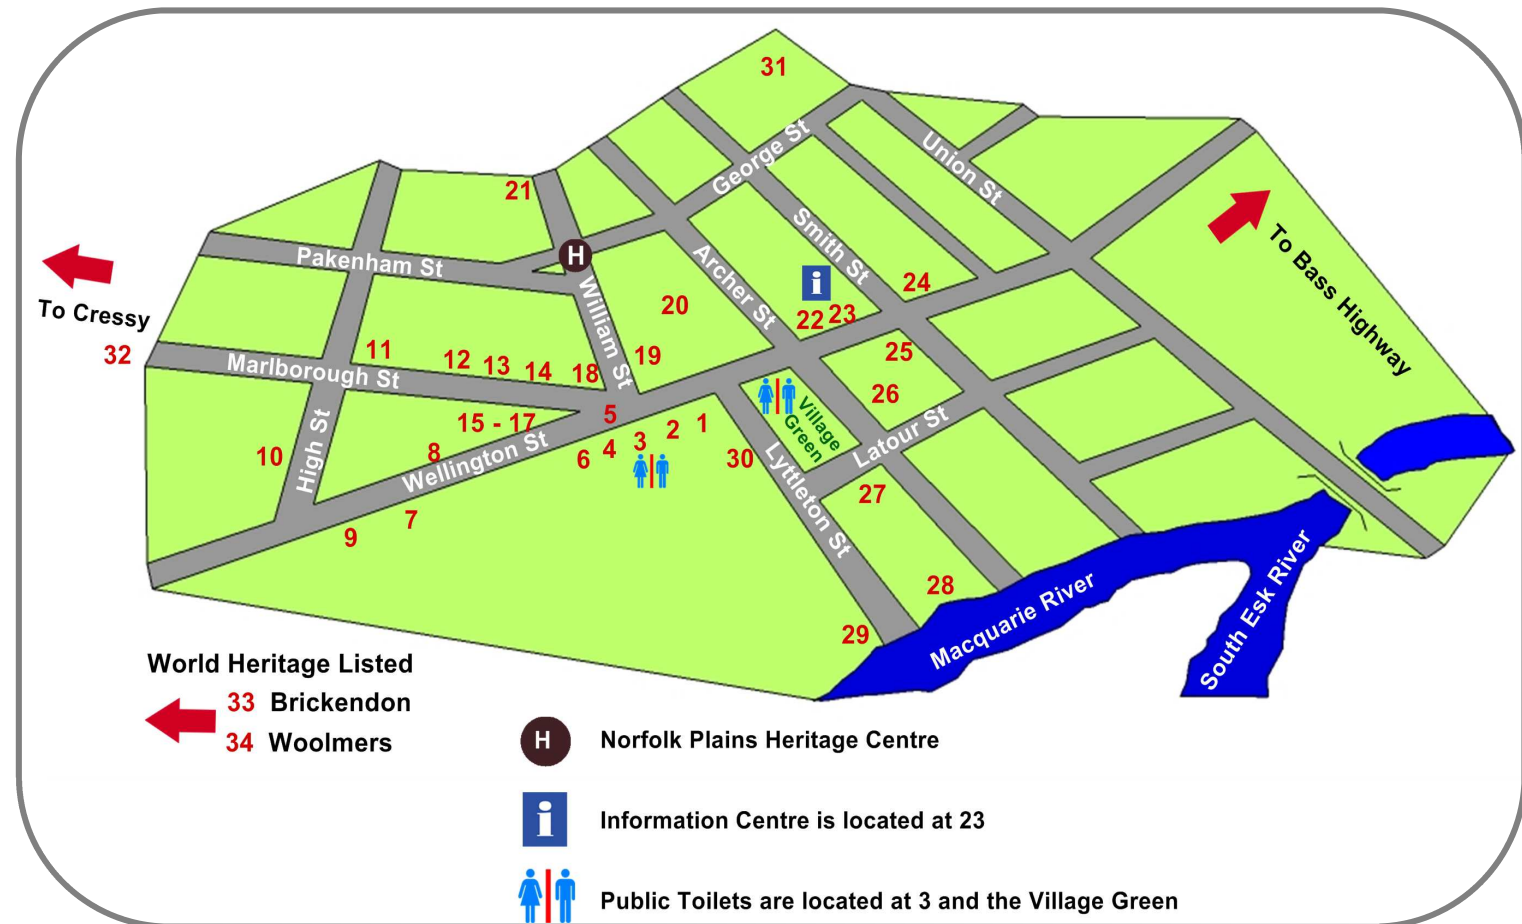 31
George St
Union St
21
H
Pakenham St
Smith St
To Bass Highway
To Cressy
William St
Archer St
i
24
20
22
23
32
11
12
13
14
18
19
25
Marlborough St
26
Village
Green
15 - 17
5
1
2
3
4
6
8
10
High St
Wellington St
30
Lyttleton St
Latour St
27
7
9
28
29
Macquarie River
South Esk River
World Heritage Listed
33 Brickendon
34 Woolmers
H Norfolk Plains Heritage Centre
i Information Centre is located at 23
Public Toilets are located at 3 and the Village Green